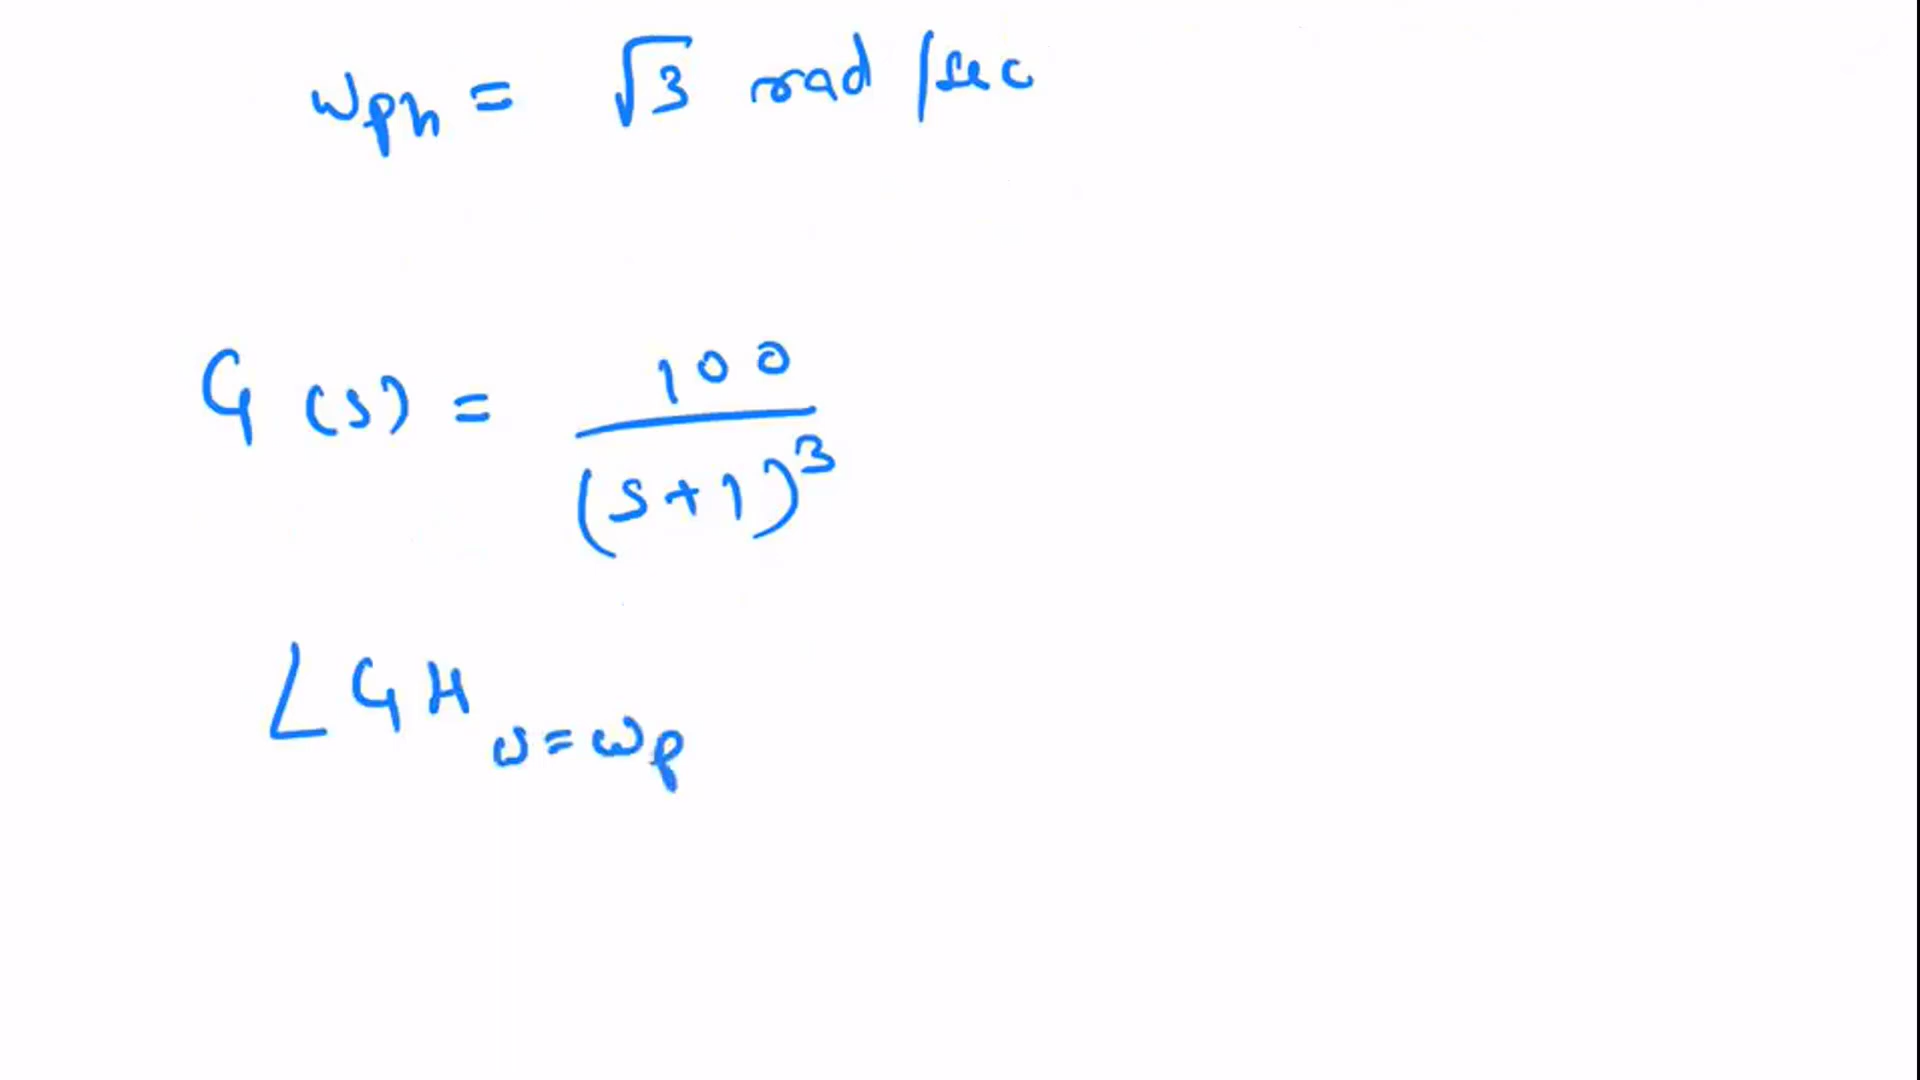 ωph = √3 rad/sec
G(s) = 100
(s+1)³
∠GH ω=ωp